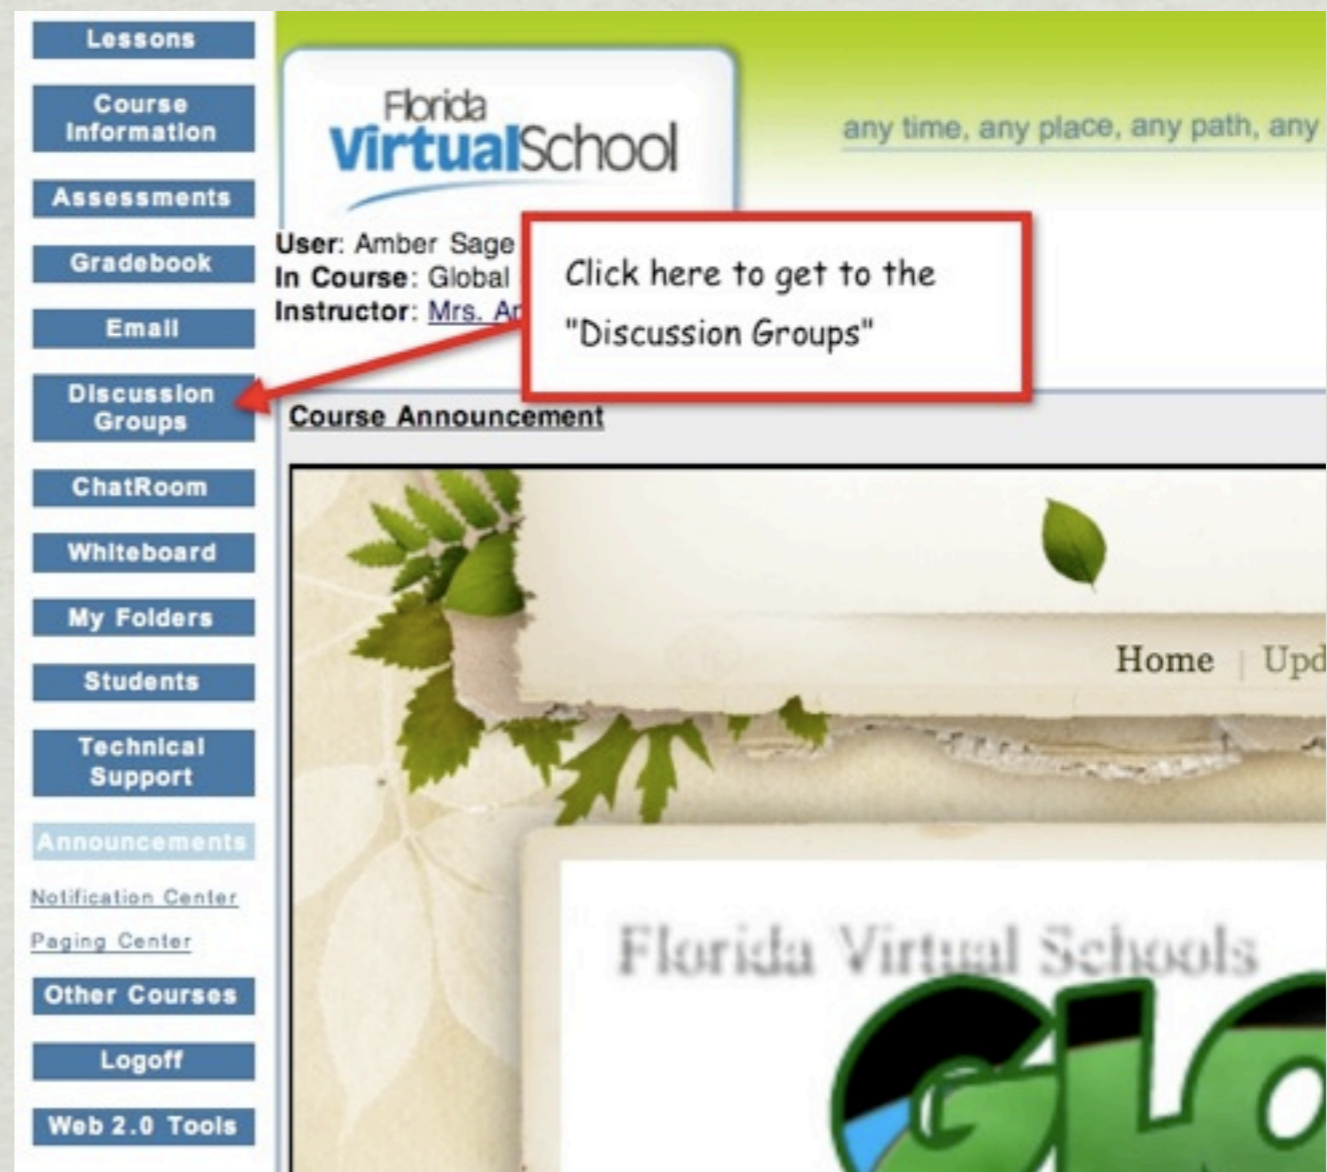 Lessons
Course
Information
Assessments
Gradebook
Email
Discussion
Groups
ChatRoom
Whiteboard
My Folders
Students
Technical
Support
Announcements
Notification Center
Paging Center
Other Courses
Logoff
Web 2.0 Tools
Florida
VirtualSchool
any time, any place, any path, any
User: Amber Sage
In Course: Global
Instructor: Mrs.
Click here to get to the
"Discussion Groups"
Course Announcement
Home | Upd
Florida Virtual Schools
GLO